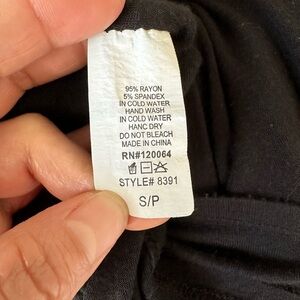 95% RAYON
5% SPANDEX
IN COLD WATER
HAND WASH
IN COLD WATER
HANC DRY
DO NOT BLEACH
MADE IN CHINA
RN#120064
STYLE# 8391
S/P